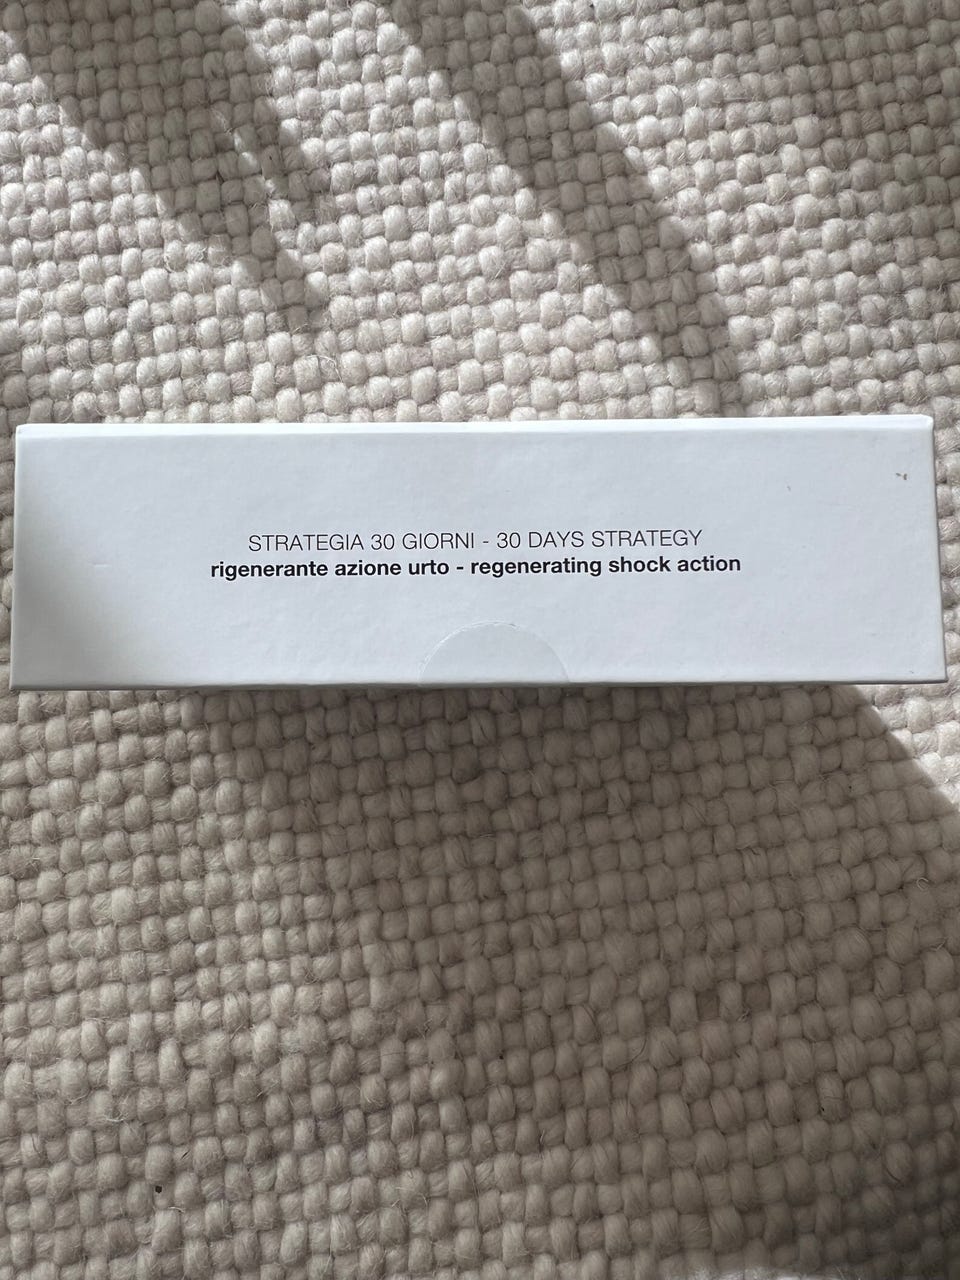 STRATEGIA 30 GIORNI - 30 DAYS STRATEGY
rigenerante azione urto - regenerating shock action